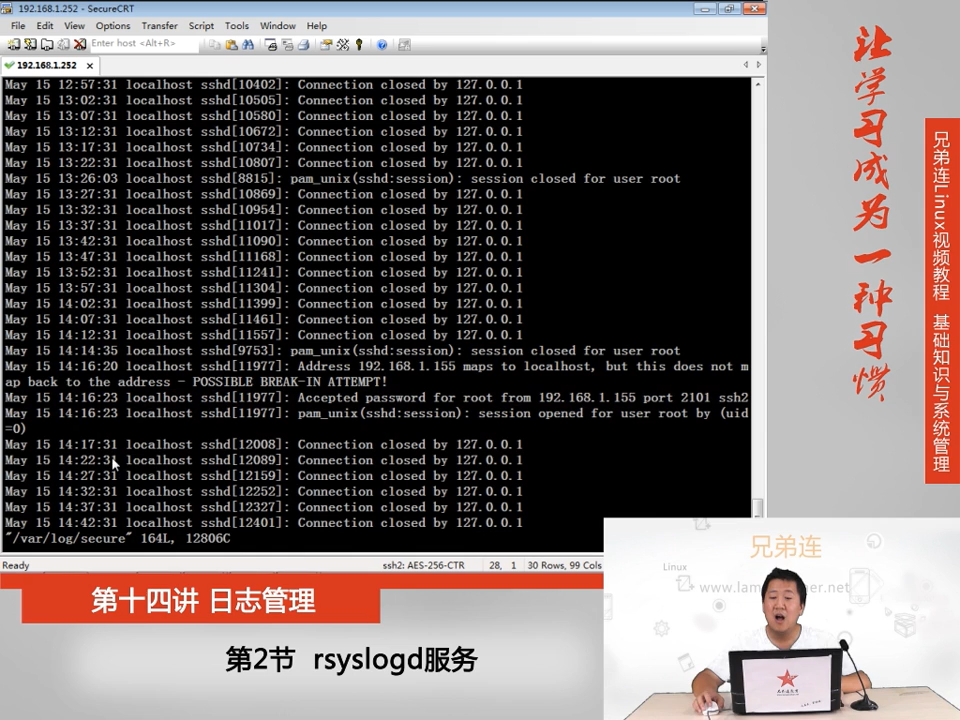 192.168.1.252 - SecureCRT
File Edit View Options Transfer Script Tools Window Help
Enter host <Alt+R>
192.168.1.252
May 15 12:57:31 localhost sshd[10402]: Connection closed by 127.0.0.1
May 15 13:02:31 localhost sshd[10505]: Connection closed by 127.0.0.1
May 15 13:07:31 localhost sshd[10580]: Connection closed by 127.0.0.1
May 15 13:12:31 localhost sshd[10672]: Connection closed by 127.0.0.1
May 15 13:17:31 localhost sshd[10734]: Connection closed by 127.0.0.1
May 15 13:22:31 localhost sshd[10807]: Connection closed by 127.0.0.1
May 15 13:26:03 localhost sshd[8815]: pam_unix(sshd:session): session closed for user root
May 15 13:27:31 localhost sshd[10869]: Connection closed by 127.0.0.1
May 15 13:32:31 localhost sshd[10954]: Connection closed by 127.0.0.1
May 15 13:37:31 localhost sshd[11017]: Connection closed by 127.0.0.1
May 15 13:42:31 localhost sshd[11090]: Connection closed by 127.0.0.1
May 15 13:47:31 localhost sshd[11168]: Connection closed by 127.0.0.1
May 15 13:52:31 localhost sshd[11241]: Connection closed by 127.0.0.1
May 15 13:57:31 localhost sshd[11304]: Connection closed by 127.0.0.1
May 15 14:02:31 localhost sshd[11399]: Connection closed by 127.0.0.1
May 15 14:07:31 localhost sshd[11461]: Connection closed by 127.0.0.1
May 15 14:12:31 localhost sshd[11557]: Connection closed by 127.0.0.1
May 15 14:14:35 localhost sshd[9753]: pam_unix(sshd:session): session closed for user root
May 15 14:16:20 localhost sshd[11977]: Address 192.168.1.155 maps to localhost, but this does not m
ap back to the address - POSSIBLE BREAK-IN ATTEMPT!
May 15 14:16:23 localhost sshd[11977]: Accepted password for root from 192.168.1.155 port 2101 ssh2
May 15 14:16:23 localhost sshd[11977]: pam_unix(sshd:session): session opened for user root by (uid
=0)
May 15 14:17:31 localhost sshd[12008]: Connection closed by 127.0.0.1
May 15 14:22:31 localhost sshd[12089]: Connection closed by 127.0.0.1
May 15 14:27:31 localhost sshd[12159]: Connection closed by 127.0.0.1
May 15 14:32:31 localhost sshd[12252]: Connection closed by 127.0.0.1
May 15 14:37:31 localhost sshd[12327]: Connection closed by 127.0.0.1
May 15 14:42:31 localhost sshd[12401]: Connection closed by 127.0.0.1
"/var/log/secure" 164L, 12806C
Ready ssh2: AES-256-CTR 28, 1 30 Rows, 99 Cols
让学习成为一种习惯
兄弟连Linux视频教程 基础知识与系统管理
第十四讲 日志管理
第2节 rsyslogd服务
兄弟连
Linux